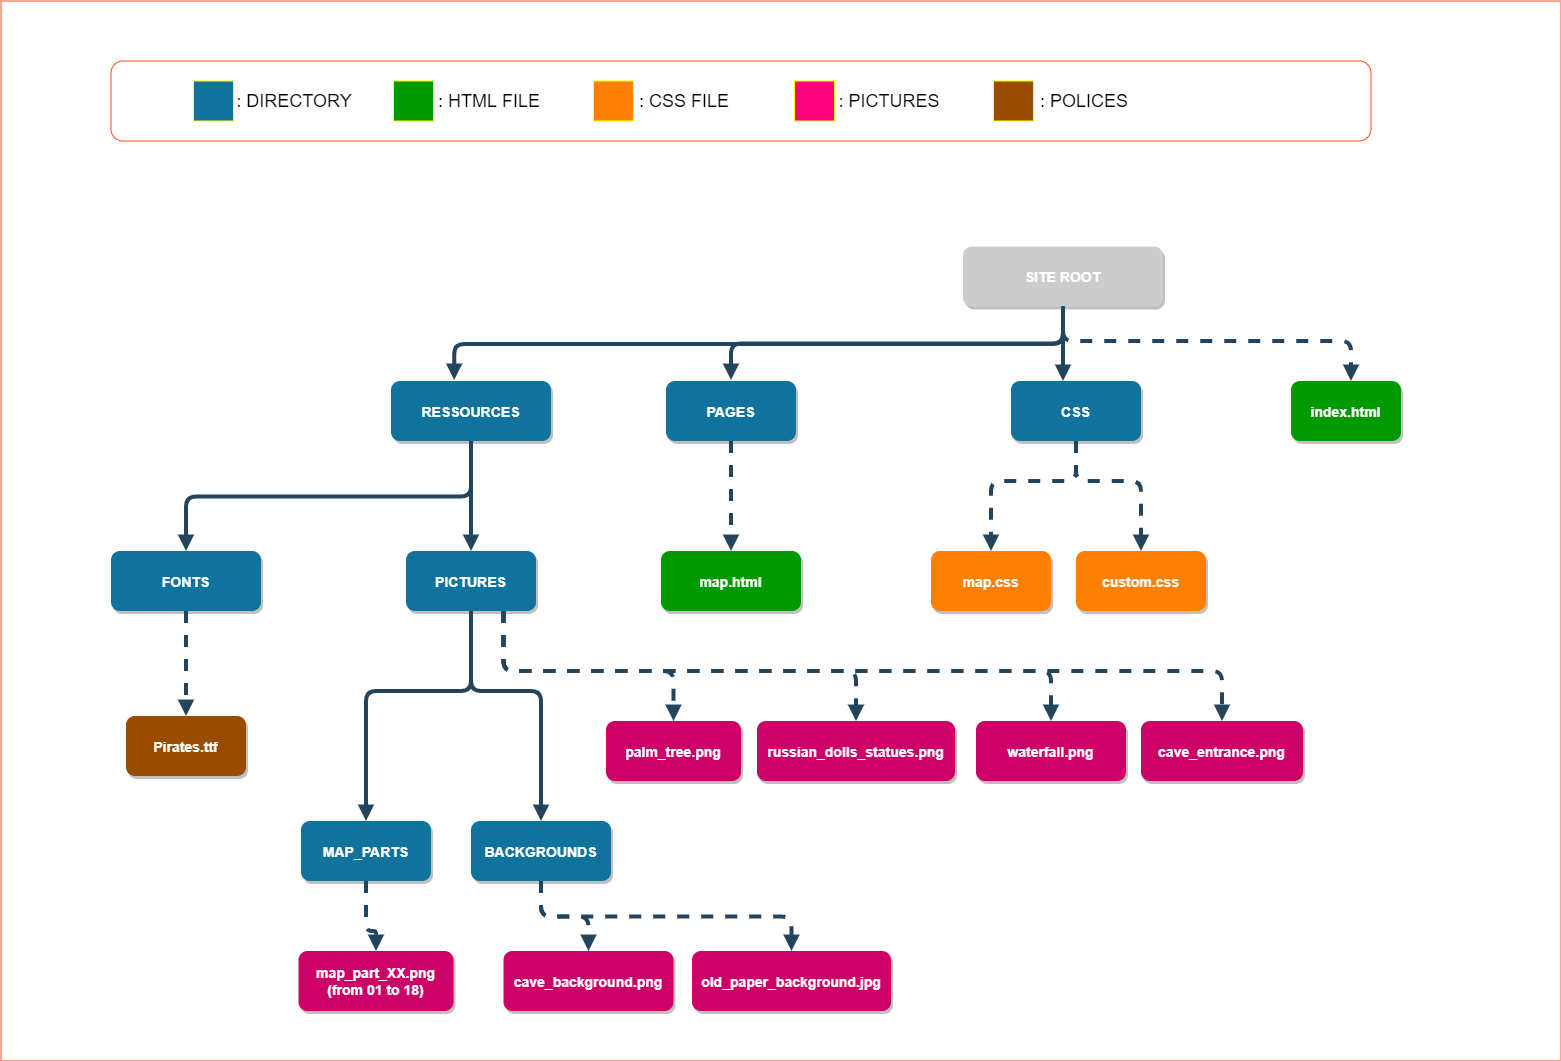 : DIRECTORY
: HTML FILE
: CSS FILE
: PICTURES
: POLICES
SITE ROOT
RESSOURCES
PAGES
CSS
index.html
FONTS
PICTURES
map.html
map.css
custom.css
Pirates.ttf
palm_tree.png
russian_dolls_statues.png
waterfall.png
cave_entrance.png
MAP_PARTS
BACKGROUNDS
map_part_XX.png
(from 01 to 18)
cave_background.png
old_paper_background.jpg